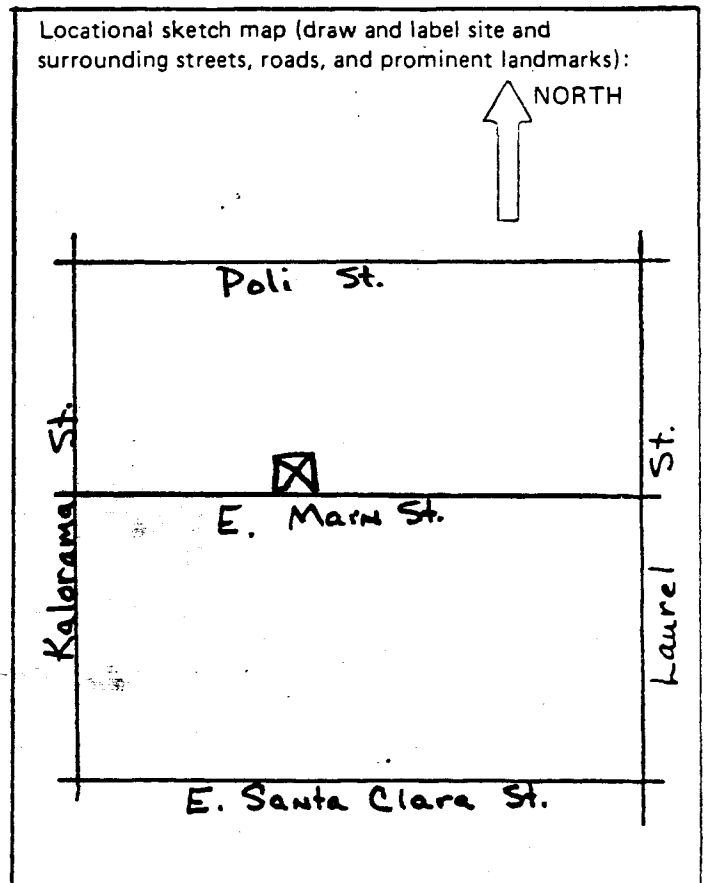 Locational sketch map (draw and label site and
surrounding streets, roads, and prominent landmarks):
NORTH
Poli St.
Kalorama St.
E. Main St.
Laurel St.
E. Santa Clara St.